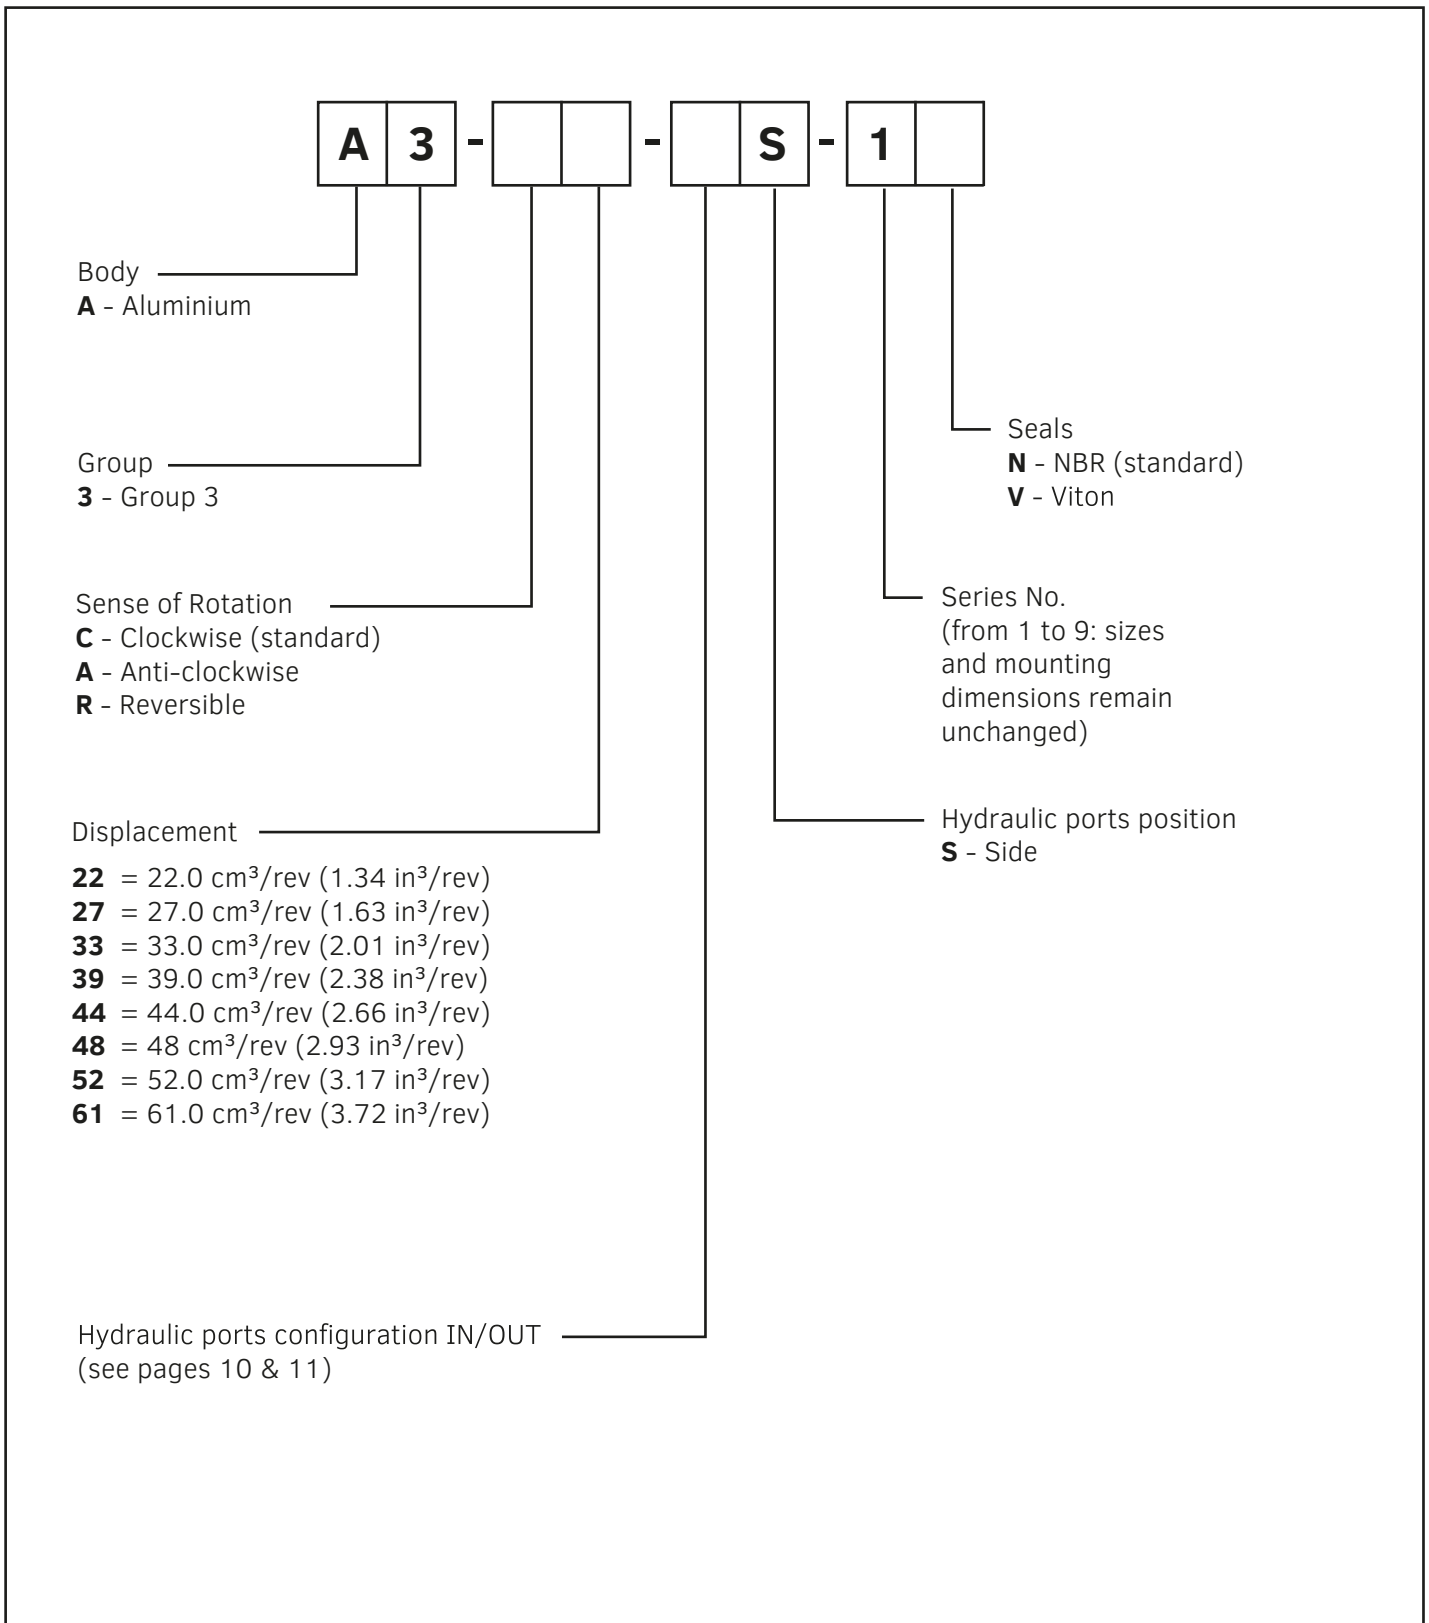 A 3 - - S - 1
Body
A - Aluminium
Group
3 - Group 3
Sense of Rotation
C - Clockwise (standard)
A - Anti-clockwise
R - Reversible
Displacement
22 = 22.0 cm³/rev (1.34 in³/rev)
27 = 27.0 cm³/rev (1.63 in³/rev)
33 = 33.0 cm³/rev (2.01 in³/rev)
39 = 39.0 cm³/rev (2.38 in³/rev)
44 = 44.0 cm³/rev (2.66 in³/rev)
48 = 48 cm³/rev (2.93 in³/rev)
52 = 52.0 cm³/rev (3.17 in³/rev)
61 = 61.0 cm³/rev (3.72 in³/rev)
Hydraulic ports configuration IN/OUT
(see pages 10 & 11)
Seals
N - NBR (standard)
V - Viton
Series No.
(from 1 to 9: sizes
and mounting
dimensions remain
unchanged)
Hydraulic ports position
S - Side